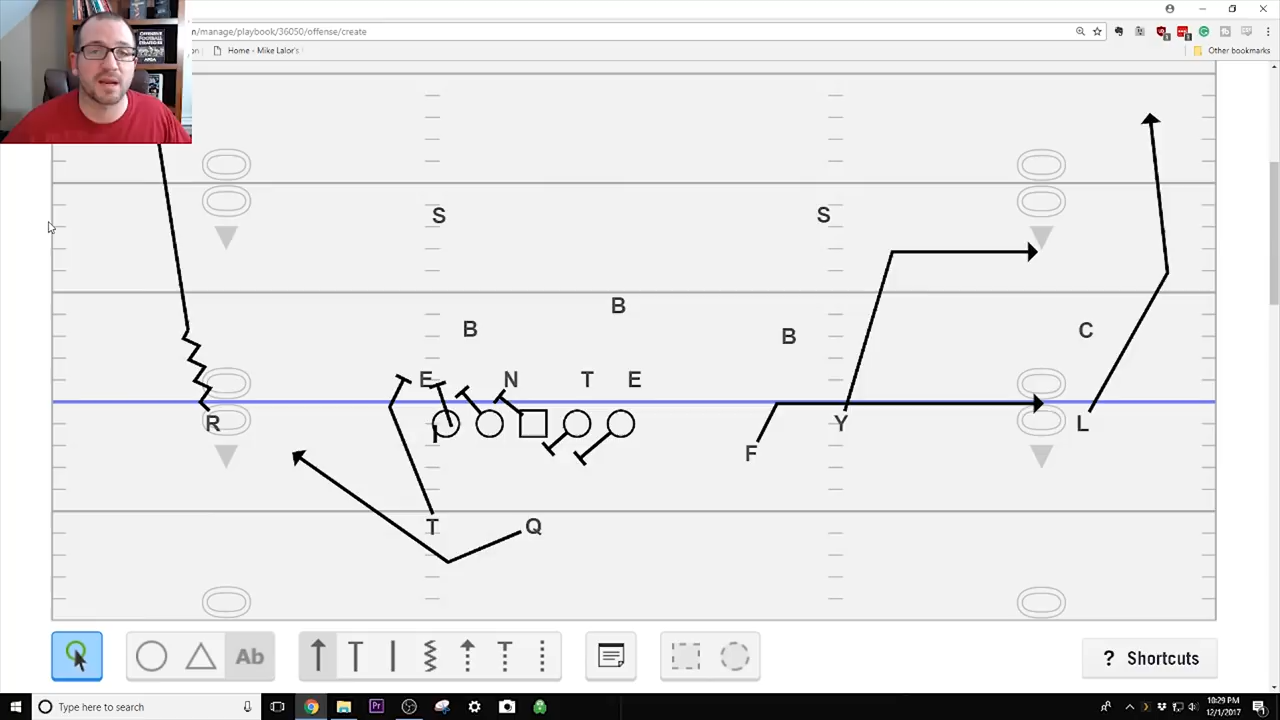 n/manage/playbook/36050/offense/create
on
Home - Mike Lalor's
Other bookmarks
S S
B
B B C
E N T E
R Y L
F
T Q
Ab
? Shortcuts
Type here to search
10:29 PM
12/1/2017